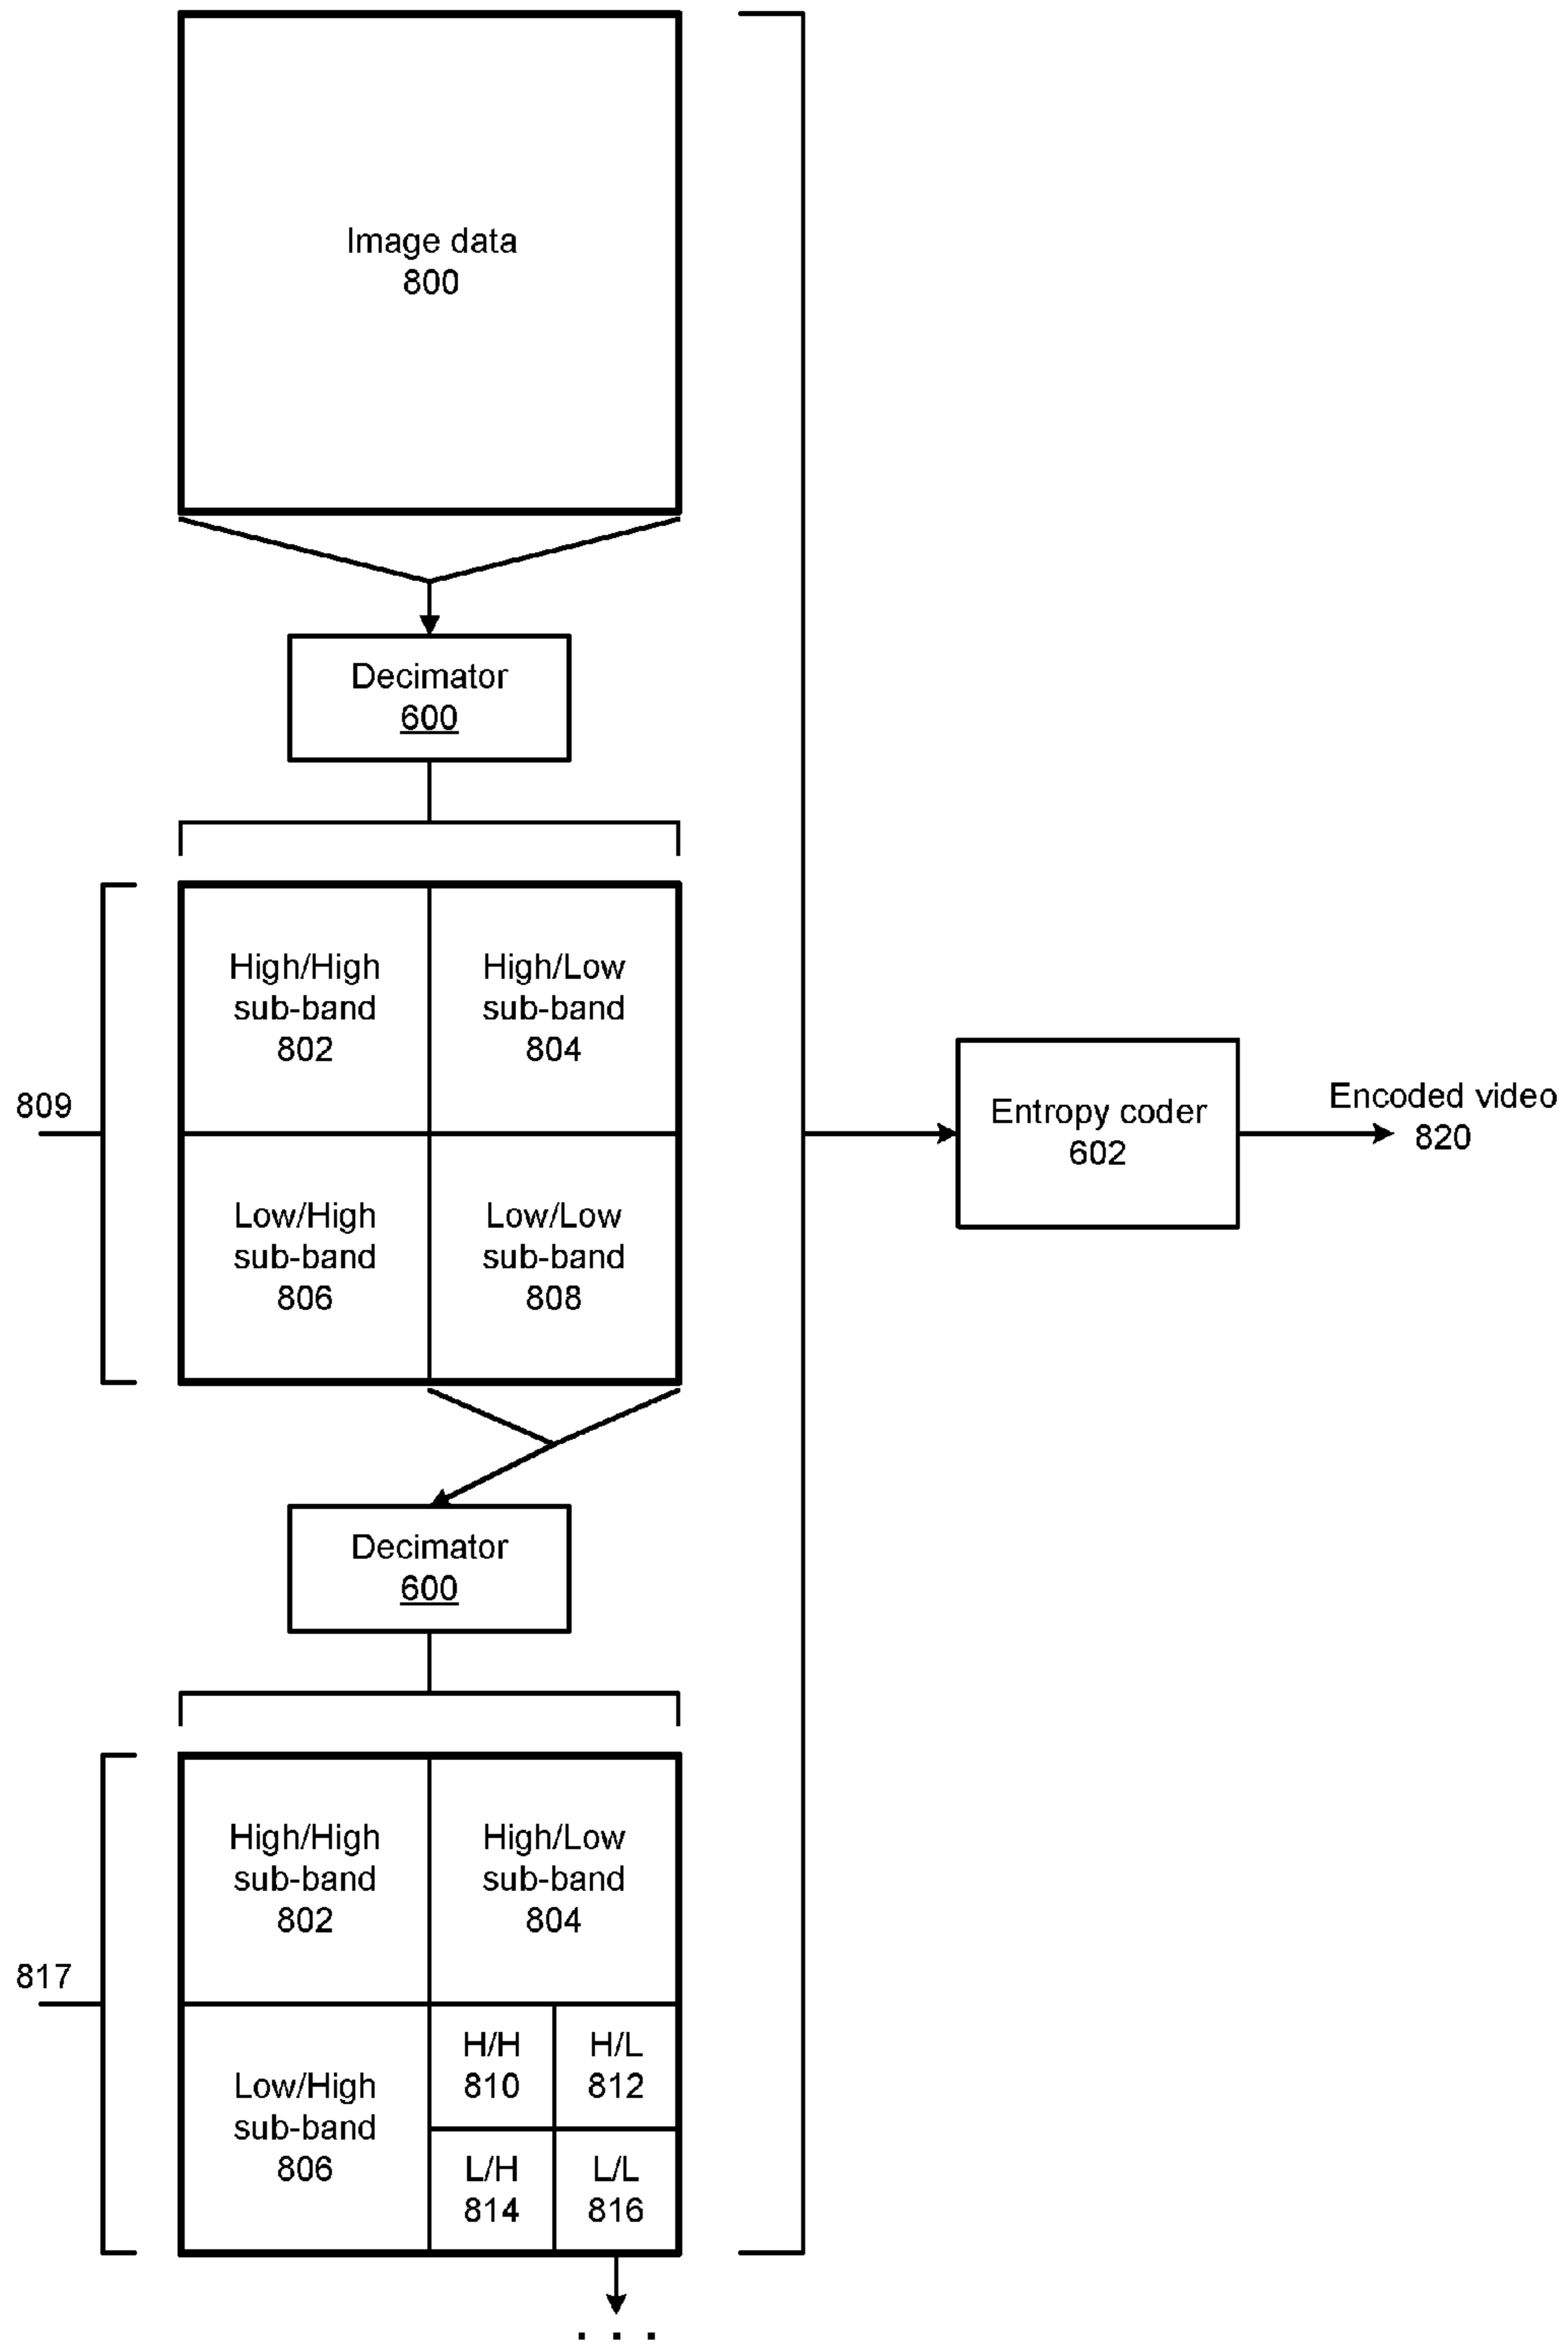 Image data
800
Decimator
600
High/High
sub-band
802
High/Low
sub-band
804
809
Low/High
sub-band
806
Low/Low
sub-band
808
Entropy coder
602
Encoded video
820
Decimator
600
High/High
sub-band
802
High/Low
sub-band
804
817
Low/High
sub-band
806
H/H
810
H/L
812
L/H
814
L/L
816
. . .